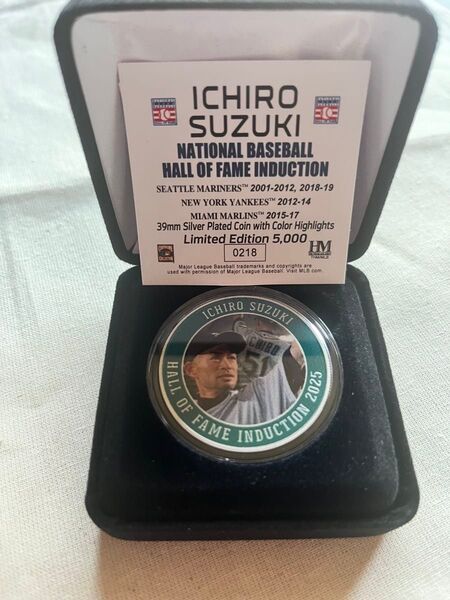 ICHIRO
SUZUKI
NATIONAL BASEBALL
HALL OF FAME INDUCTION
SEATTLE MARINERS™ 2001-2012, 2018-19
NEW YORK YANKEES™ 2012-14
MIAMI MARLINS™ 2015-17
39mm Silver Plated Coin with Color Highlights
Limited Edition 5,000
0218
HM
Major League Baseball trademarks and copyrights are
used with permission of Major League Baseball. Visit MLB.com.
ICHIRO SUZUKI
ICHIRO
51
HALL OF FAME INDUCTION 2025